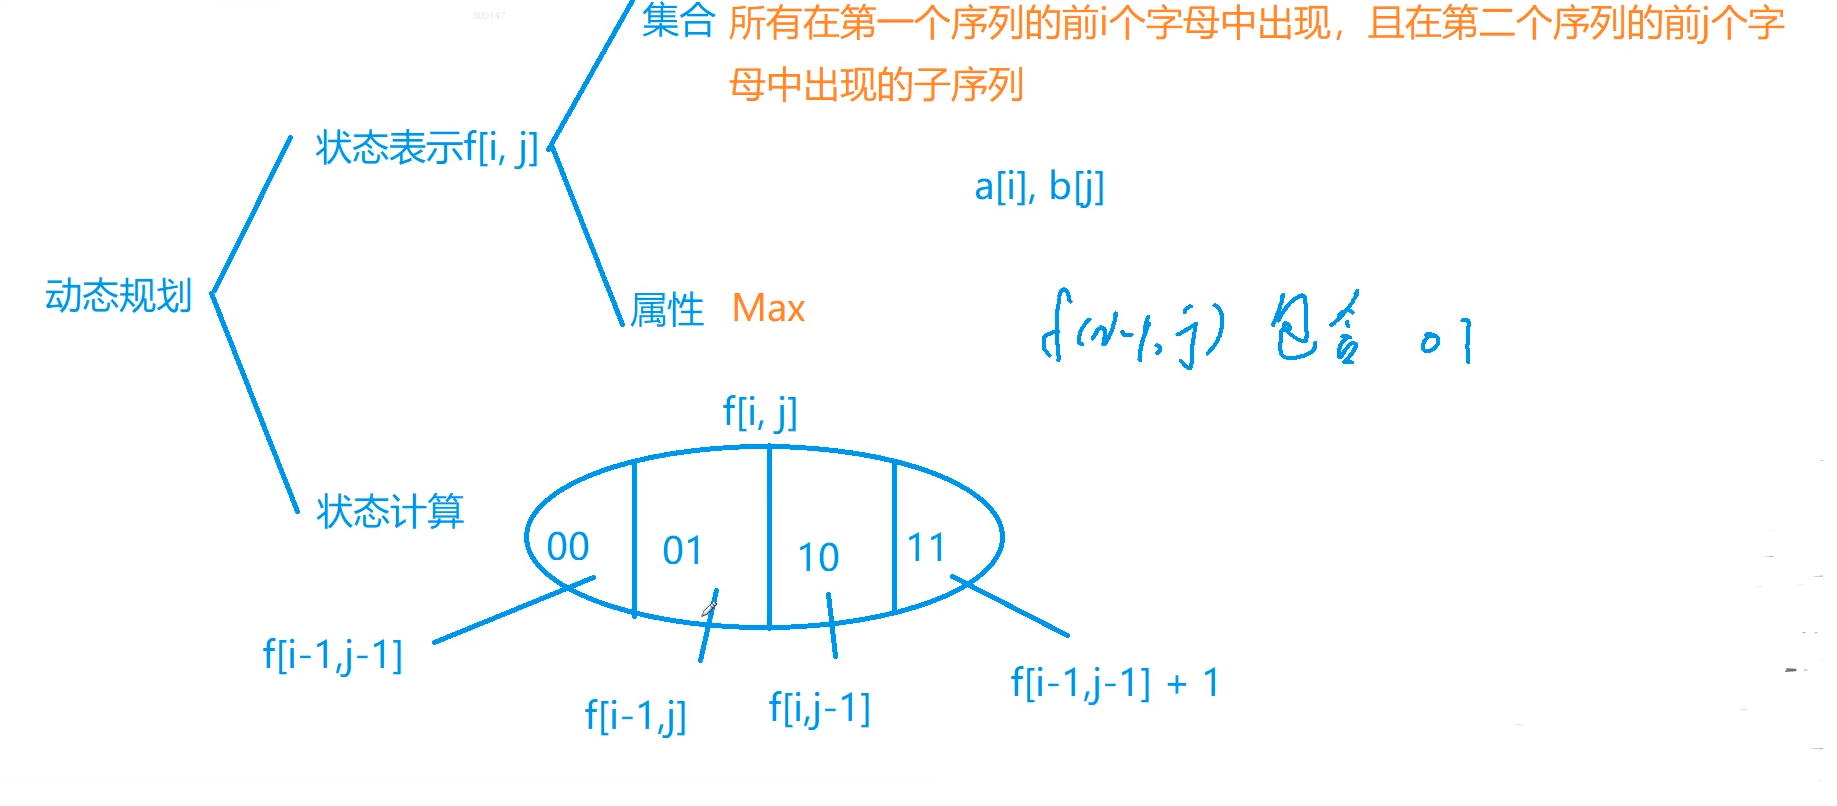 300147
集合 所有在第一个序列的前i个字母中出现，且在第二个序列的前j个字
母中出现的子序列
状态表示f[i, j]
a[i], b[j]
动态规划
属性 Max
f(i-1, j) 包含 01
f[i, j]
状态计算
00 01 10 11
f[i-1,j-1]
f[i-1,j]
f[i,j-1]
f[i-1,j-1] + 1